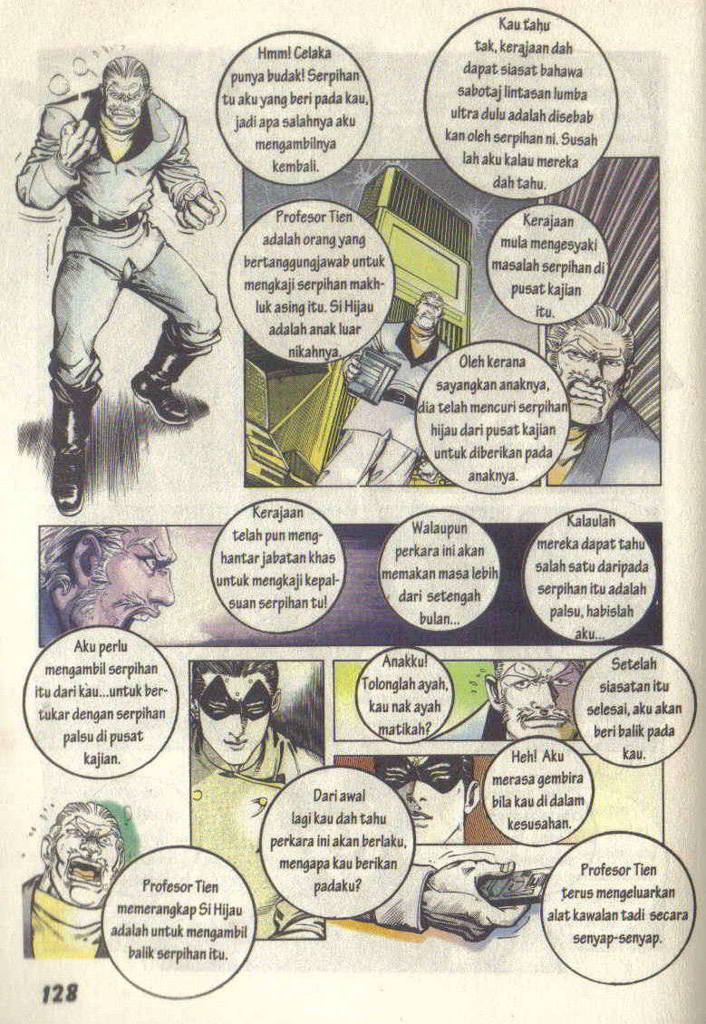 Hmm! Celaka
punya budak! Serpihan
tu aku yang beri pada kau,
jadi apa salahnya aku
mengambilnya
kembali.
Kau tahu
tak, kerajaan dah
dapat siasat bahawa
sabotaj lintasan lumba
ultra dulu adalah disebab
kan oleh serpihan ni. Susah
lah aku kalau mereka
dah tahu.
Profesor Tien
adalah orang yang
bertanggungjawab untuk
mengkaji serpihan makh-
luk asing itu. Si Hijau
adalah anak luar
nikahnya.
Kerajaan
mula mengesyaki
masalah serpihan di
pusat kajian
itu.
Oleh kerana
sayangkan anaknya,
dia telah mencuri serpihan
hijau dari pusat kajian
untuk diberikan pada
anaknya.
Kerajaan
telah pun meng-
hantar jabatan khas
untuk mengkaji kepal-
suan serpihan tu!
Walaupun
perkara ini akan
memakan masa lebih
dari setengah
bulan...
Kalaulah
mereka dapat tahu
salah satu daripada
serpihan itu adalah
palsu, habislah
aku...
Aku perlu
mengambil serpihan
itu dari kau...untuk ber-
tukar dengan serpihan
palsu di pusat
kajian.
Anakku!
Tolonglah ayah,
kau nak ayah
matikah?
Setelah
siasatan itu
selesai, aku akan
beri balik pada
kau.
Heh! Aku
merasa gembira
bila kau di dalam
kesusahan.
Dari awal
lagi kau dah tahu
perkara ini akan berlaku,
mengapa kau berikan
padaku?
Profesor Tien
memerangkap Si Hijau
adalah untuk mengambil
balik serpihan itu.
Profesor Tien
terus mengeluarkan
alat kawalan tadi secara
senyap-senyap.
128